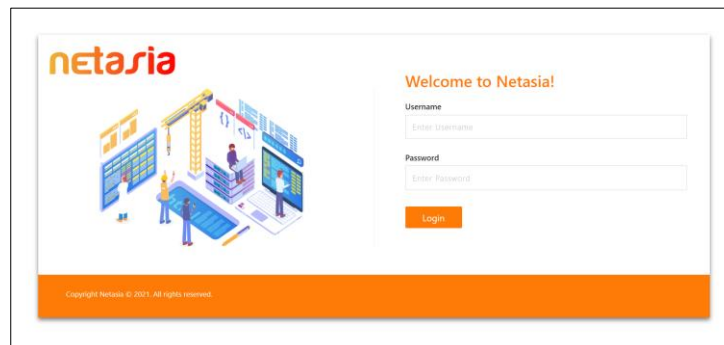 netasia
Welcome to Netasia!
Username
Enter Username
Password
Enter Password
Login
Copyright Netasia © 2021. All rights reserved.